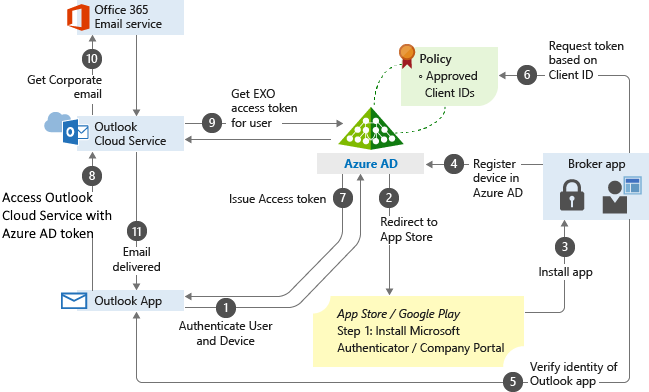 Office 365
Email service
10
Get Corporate
email
Outlook
Cloud Service
9
Get EXO
access token
for user
Policy
◦ Approved
Client IDs
6
Request token
based on
Client ID
Azure AD
4
Register
device in
Azure AD
Broker app
8
Access Outlook
Cloud Service with
Azure AD token
11
Email
delivered
Issue Access token
7
2
Redirect to
App Store
3
Install app
Outlook App
1
Authenticate User
and Device
App Store / Google Play
Step 1: Install Microsoft
Authenticator / Company Portal
5
Verify identity of
Outlook app